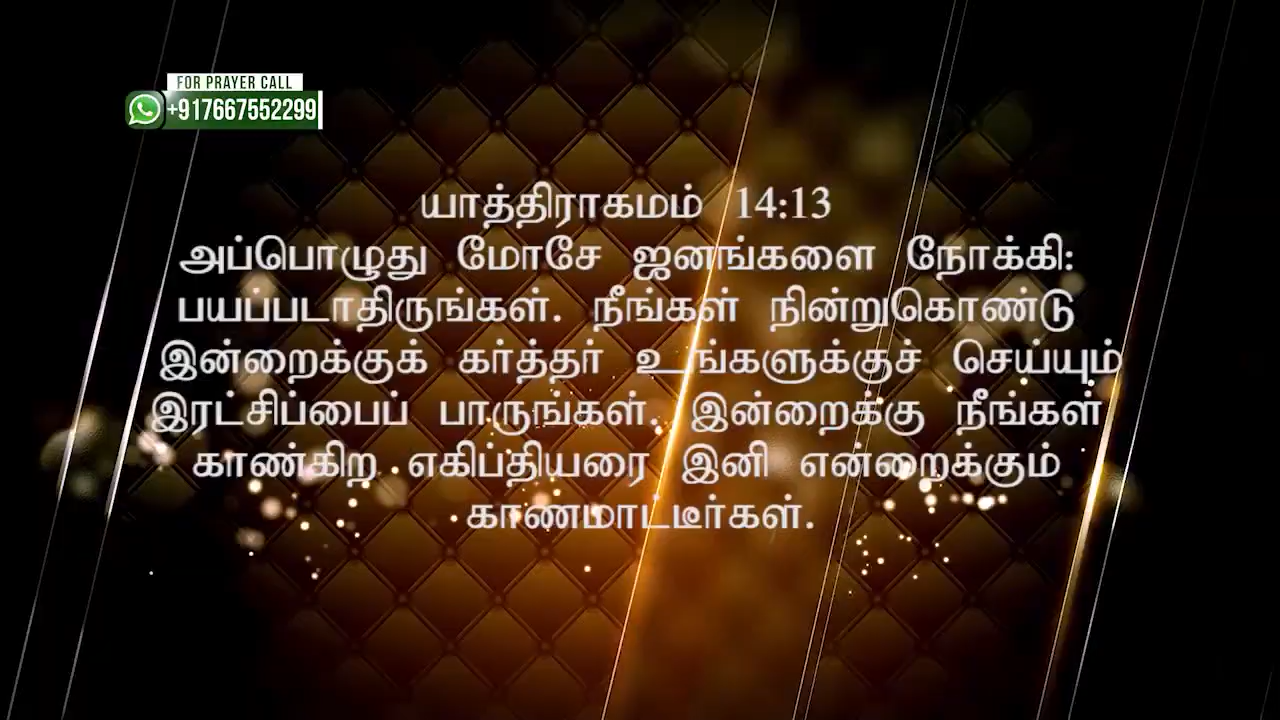 FOR PRAYER CALL
+917667552299
யாத்திராகமம் 14:13
அப்பொழுது மோசே ஜனங்களை நோக்கி:
பயப்படாதிருங்கள். நீங்கள் நின்றுகொண்டு
இன்றைக்குக் கர்த்தர் உங்களுக்குச் செய்யும்
இரட்சிப்பைப் பாருங்கள். இன்றைக்கு நீங்கள்
காண்கிற எகிப்தியரை இனி என்றைக்கும்
காணமாட்டீர்கள்.